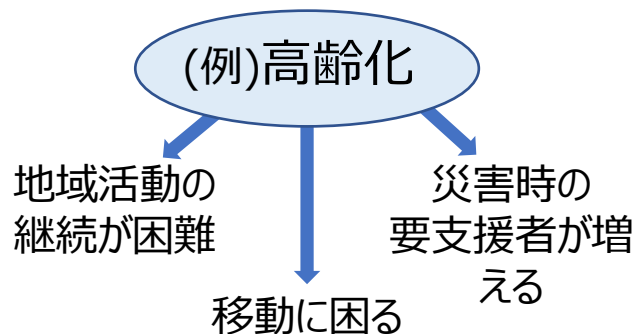 (例)高齢化
地域活動の
継続が困難
移動に困る
災害時の
要支援者が増
える